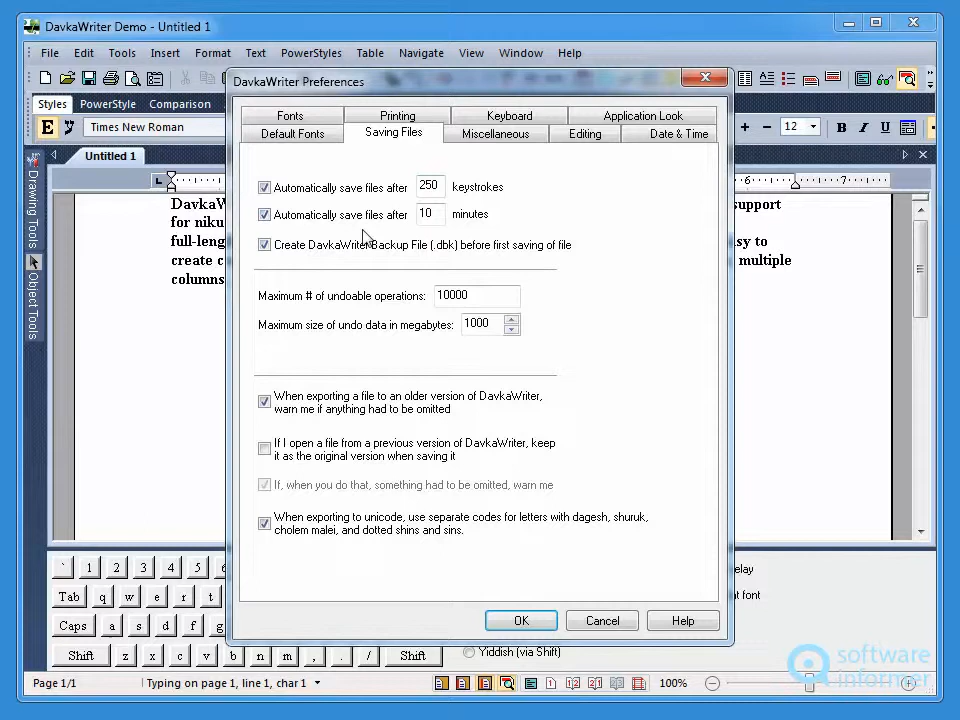 DavkaWriter Demo - Untitled 1
File Edit Tools Insert Format Text PowerStyles Table Navigate View Window Help
DavkaWriter Preferences
Styles PowerStyle Comparison
Fonts Printing Keyboard Application Look
Default Fonts Saving Files Miscellaneous Editing Date & Time
E Times New Roman
12 B I U
Untitled 1
Drawing Tools
Object Tools
L
6 7
support
for niku
full-leng
sy to
create c
multiple
columns
Automatically save files after 250 keystrokes
Automatically save files after 10 minutes
Create DavkaWriter Backup File (.dbk) before first saving of file
Maximum # of undoable operations: 10000
Maximum size of undo data in megabytes: 1000
When exporting a file to an older version of DavkaWriter,
warn me if anything had to be omitted
If I open a file from a previous version of DavkaWriter, keep
it as the original version when saving it
If, when you do that, something had to be omitted, warn me
When exporting to unicode, use separate codes for letters with dagesh, shuruk,
cholem malei, and dotted shins and sins.
OK Cancel Help
` 1 2 3 4 5
Tab q w e r t
Caps a s d f g
Shift z x c v b n m , . / Shift
elay
nt font
Yiddish (via Shift)
Page 1/1 Typing on page 1, line 1, char 1 100%
software
informer